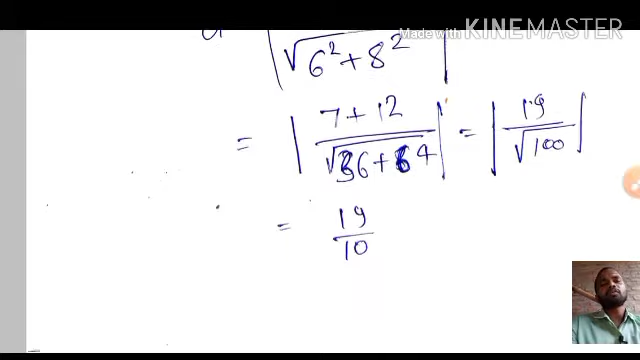 Made with KINEMASTER
d
| √6² + 8² |
= | 7 + 12 / √36 + 64 | = | 19 / √100 |
= 19 / 10